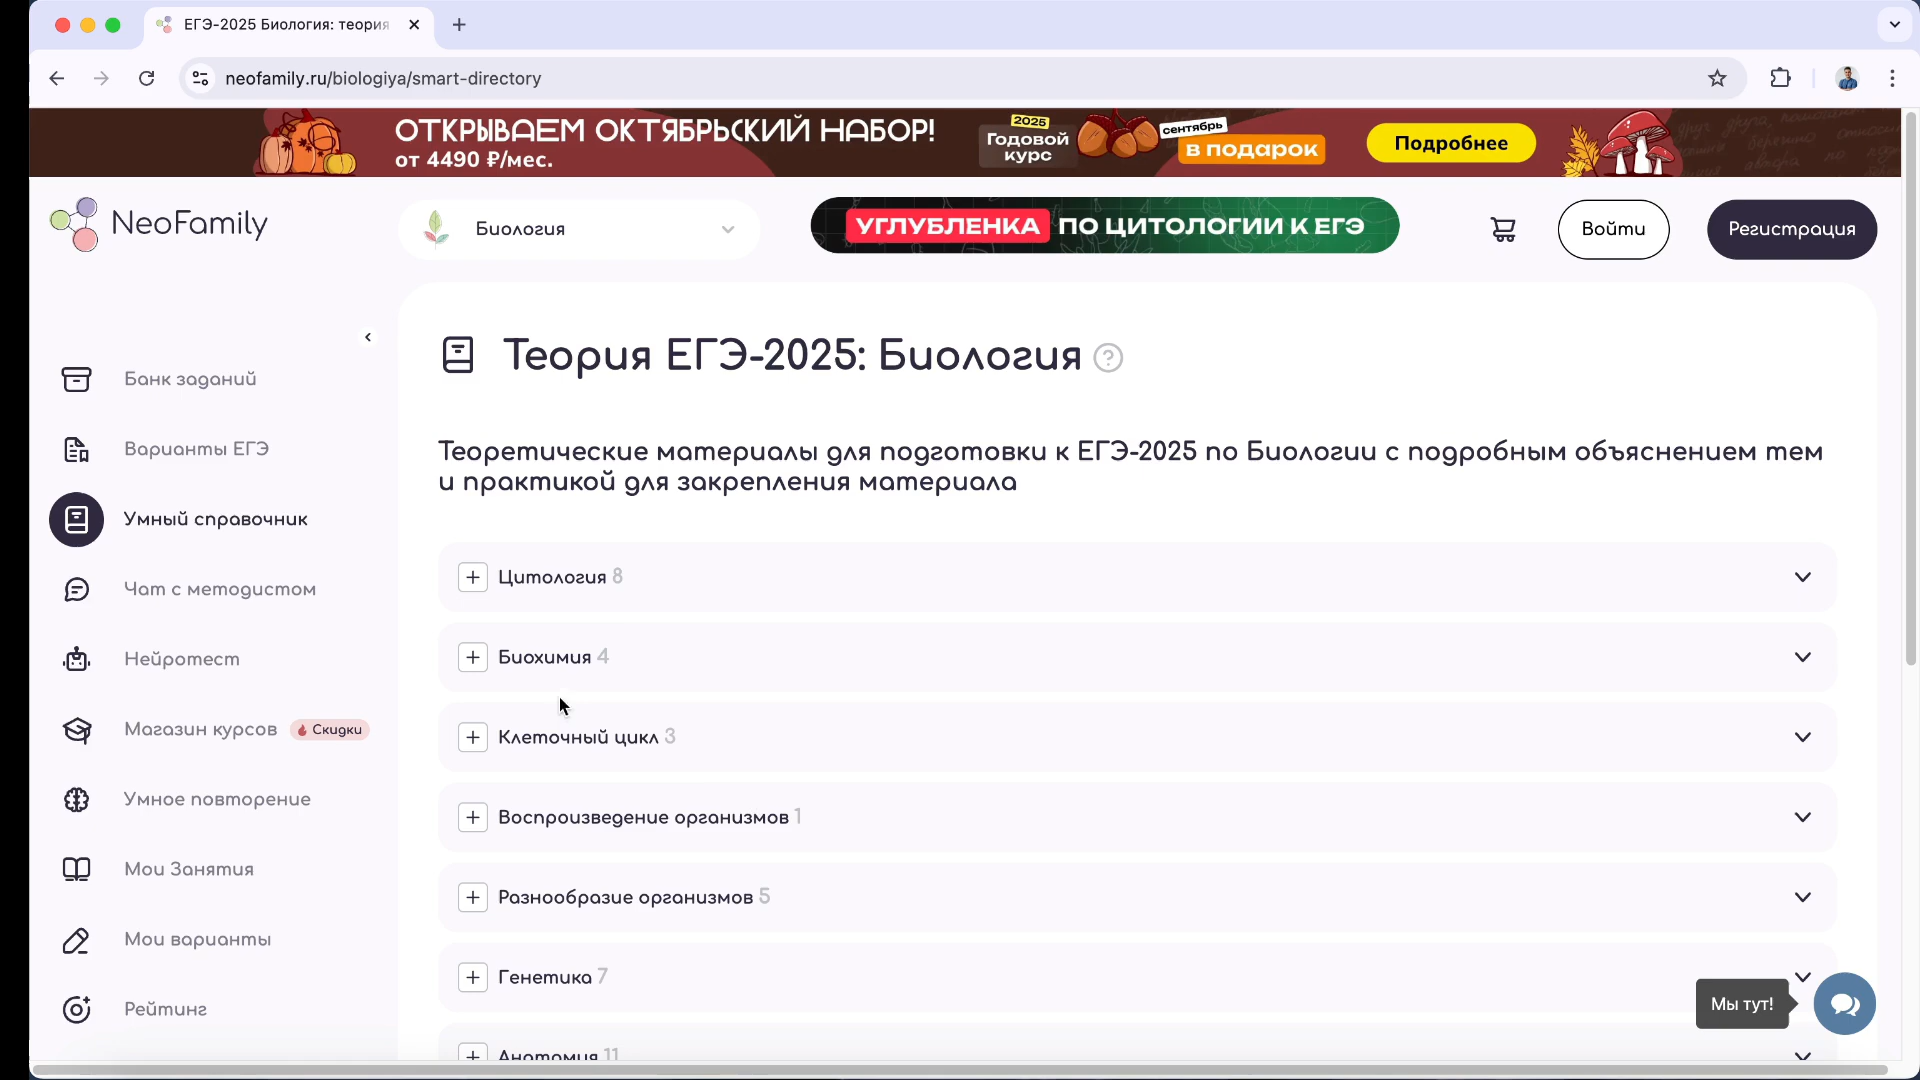 ЕГЭ-2025 Биология: теория
neofamily.ru/biologiya/smart-directory
ОТКРЫВАЕМ ОКТЯБРЬСКИЙ НАБОР!
от 4490 ₽/мес.
2025
Годовой
курс
сентябрь
в подарок
Подробнее
NeoFamily
Биология
УГЛУБЛЕНКА ПО ЦИТОЛОГИИ К ЕГЭ
Войти
Регистрация
Банк заданий
Варианты ЕГЭ
Умный справочник
Чат с методистом
Нейротест
Магазин курсов Скидки
Умное повторение
Мои Занятия
Мои варианты
Рейтинг
Теория ЕГЭ-2025: Биология ?
Теоретические материалы для подготовки к ЕГЭ-2025 по Биологии с подробным объяснением тем
и практикой для закрепления материала
Цитология 8
Биохимия 4
Клеточный цикл 3
Воспроизведение организмов 1
Разнообразие организмов 5
Генетика 7
Анатомия 11
Мы тут!